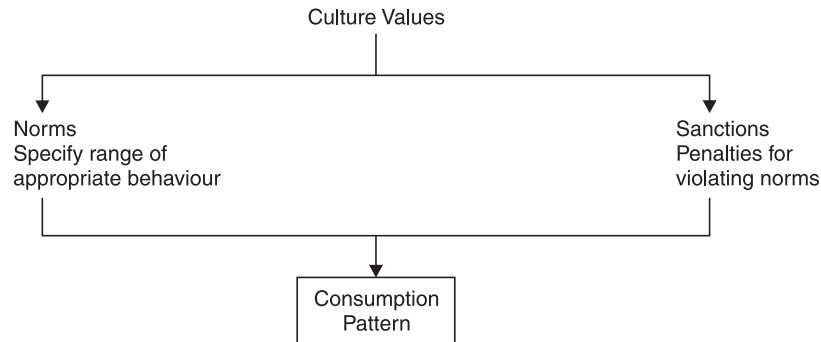 Culture Values
Norms
Specify range of
appropriate behaviour
Sanctions
Penalties for
violating norms
Consumption
Pattern